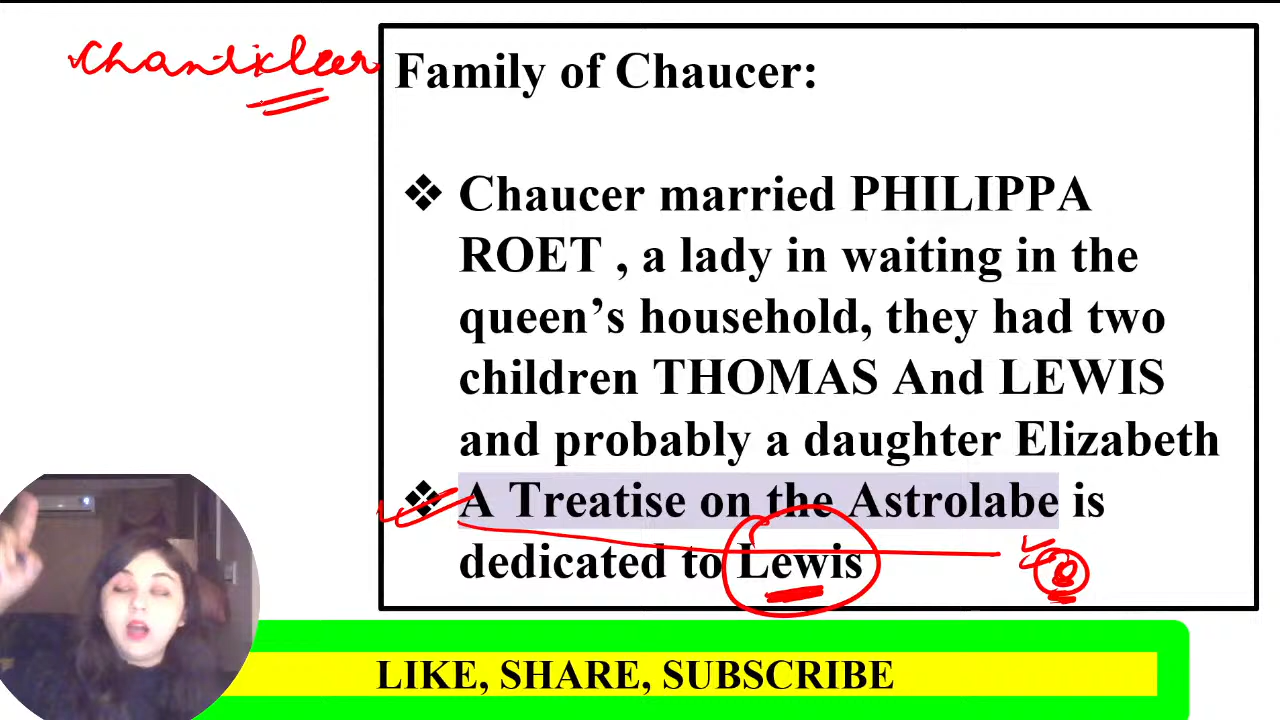 Chanticleer
Family of Chaucer:
❖ Chaucer married PHILIPPA
ROET , a lady in waiting in the
queen’s household, they had two
children THOMAS And LEWIS
and probably a daughter Elizabeth
❖ A Treatise on the Astrolabe is
dedicated to Lewis
LIKE, SHARE, SUBSCRIBE